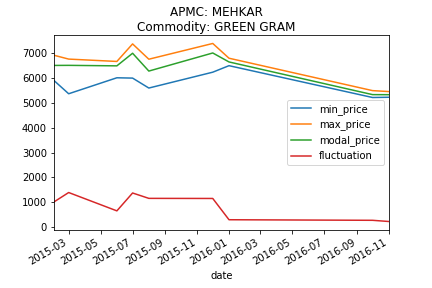 APMC: MEHKAR
Commodity: GREEN GRAM
7000
6000
5000
4000
3000
2000
1000
0
min_price
max_price
modal_price
fluctuation
2015-03
2015-05
2015-07
2015-09
2015-11
2016-01
2016-03
2016-05
2016-07
2016-09
2016-11
date